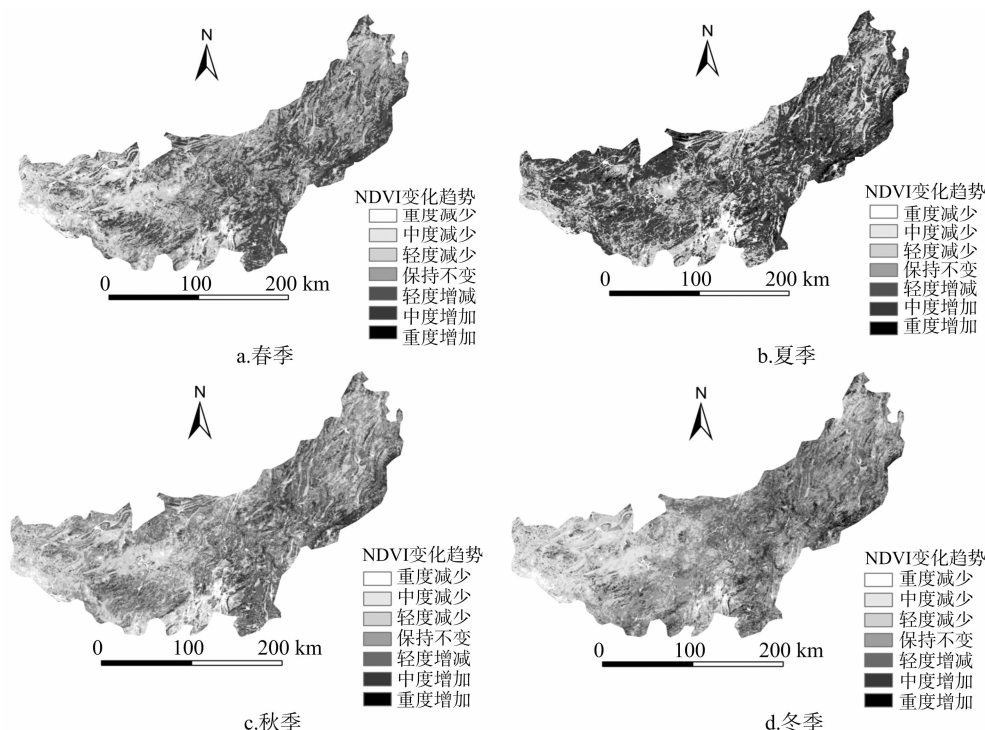 N
NDVI变化趋势
重度减少
中度减少
轻度减少
保持不变
轻度增减
中度增加
重度增加
0 100 200 km
a.春季
N
NDVI变化趋势
重度减少
中度减少
轻度减少
保持不变
轻度增减
中度增加
重度增加
0 100 200 km
b.夏季
N
NDVI变化趋势
重度减少
中度减少
轻度减少
保持不变
轻度增减
中度增加
重度增加
0 100 200 km
c.秋季
N
NDVI变化趋势
重度减少
中度减少
轻度减少
保持不变
轻度增减
中度增加
重度增加
0 100 200 km
d.冬季